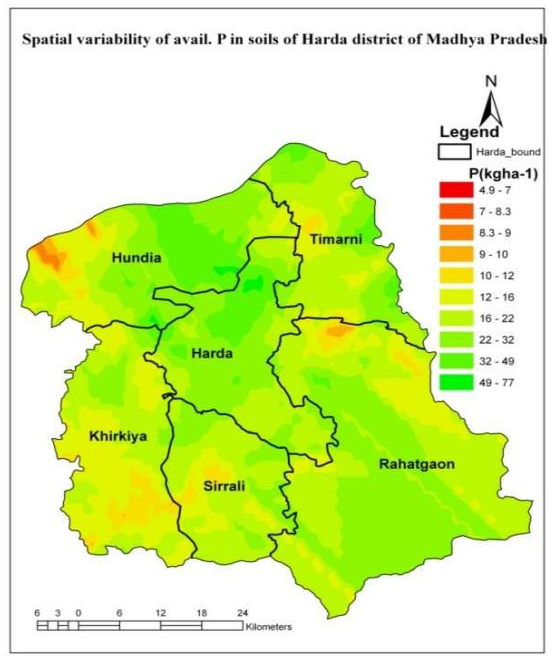 Spatial variability of avail. P in soils of Harda district of Madhya Pradesh
N
Legend
Harda_bound
P(kgha-1)
4.9 - 7
7 - 8.3
8.3 - 9
9 - 10
10 - 12
12 - 16
16 - 22
22 - 32
32 - 49
49 - 77
Timarni
Hundia
Harda
Khirkiya
Sirrali
Rahatgaon
6 3 0 6 12 18 24
Kilometers